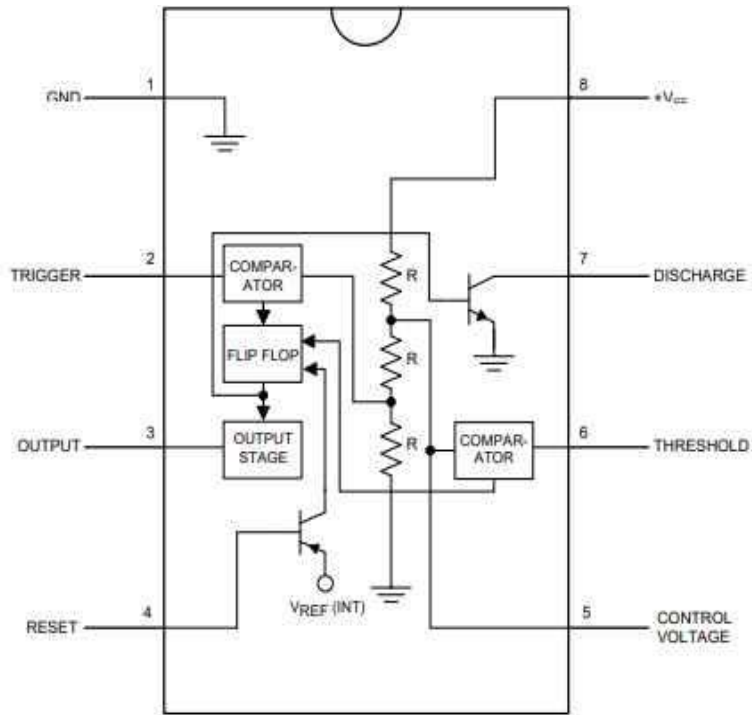 1
GND
8
+Vcc
2
TRIGGER
COMPAR-
ATOR
R
7
DISCHARGE
FLIP FLOP
R
3
OUTPUT
OUTPUT
STAGE
R
COMPAR-
ATOR
6
THRESHOLD
4
RESET
VREF (INT)
5
CONTROL
VOLTAGE